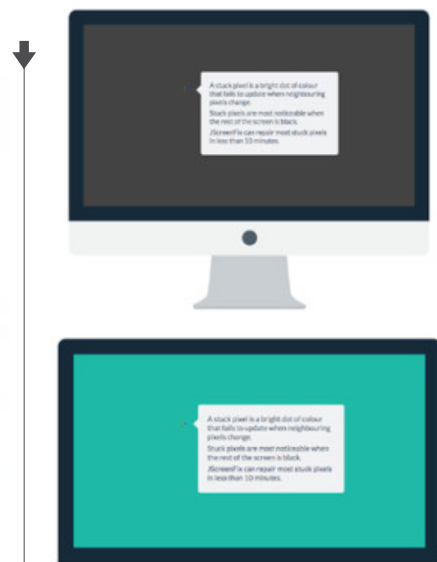 A stuck pixel is a bright dot of colour
that fails to update when neighbouring
pixels change.
Stuck pixels are most noticeable when
the rest of the screen is black.
JScreenFix can repair most stuck pixels
in less than 10 minutes.
A stuck pixel is a bright dot of colour
that fails to update when neighbouring
pixels change.
Stuck pixels are most noticeable when
the rest of the screen is black.
JScreenFix can repair most stuck pixels
in less than 10 minutes.